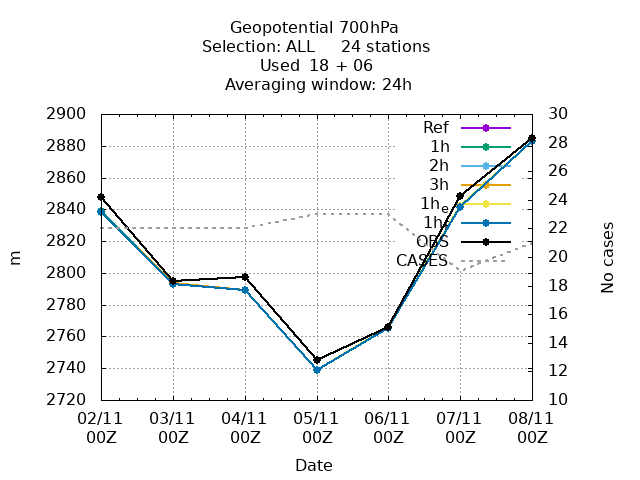 Geopotential 700hPa
Selection: ALL 24 stations
Used 18 + 06
Averaging window: 24h
2900
2880
2860
2840
2820
2800
2780
2760
2740
2720
30
28
26
24
22
20
18
16
14
12
10
m
No cases
Ref
1h
2h
3h
1he
OBS
CASES
02/11 03/11 04/11 05/11 06/11 07/11 08/11
00Z 00Z 00Z 00Z 00Z 00Z 00Z
Date